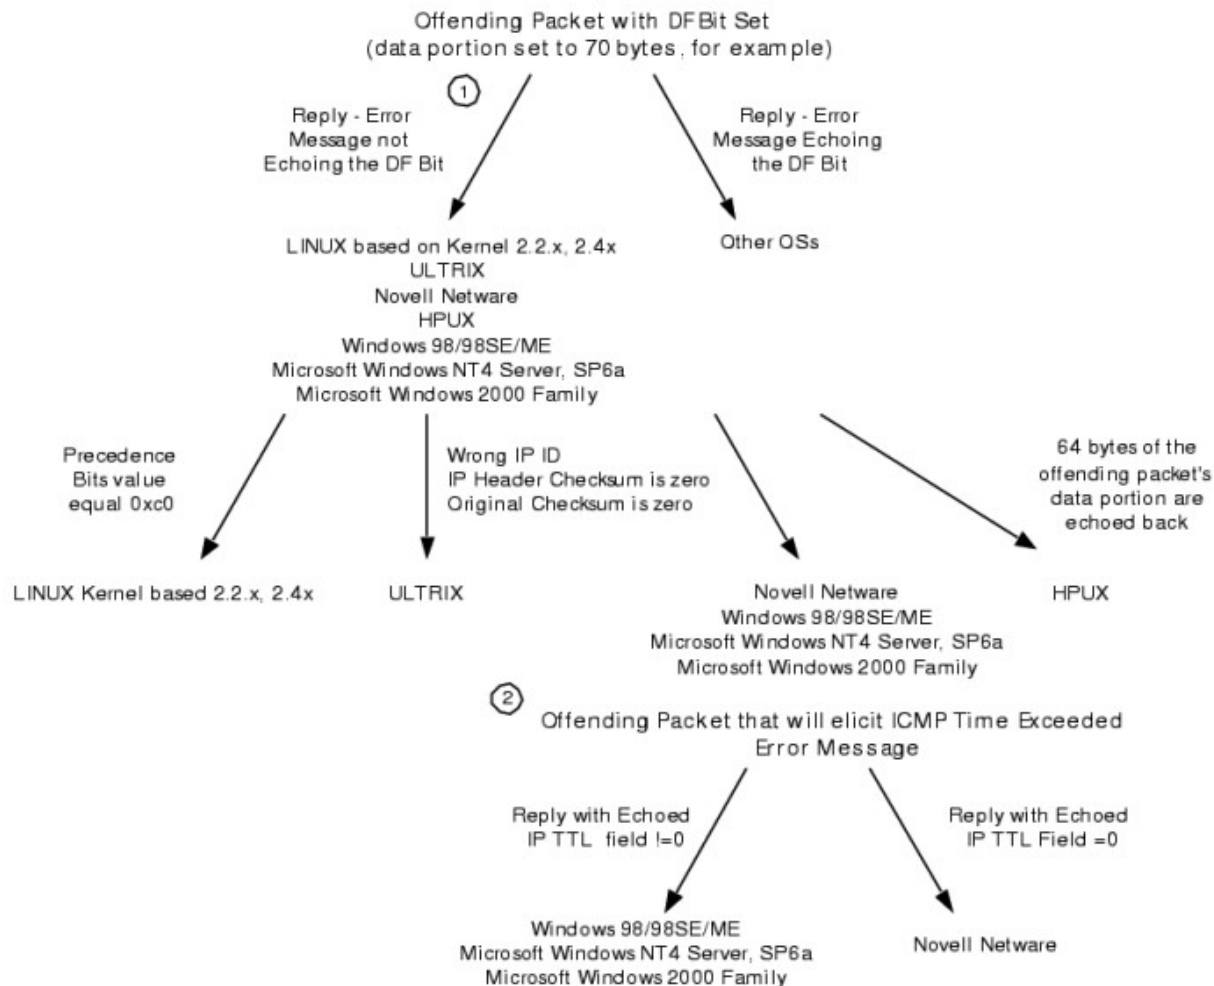 Offending Packet with DFBit Set
(data portion set to 70 bytes, for example)
1
Reply - Error
Message not
Echoing the DF Bit
Reply - Error
Message Echoing
the DF Bit
LINUX based on Kernel 2.2.x, 2.4x
ULTRIX
Novell Netware
HPUX
Windows 98/98SE/ME
Microsoft Windows NT4 Server, SP6a
Microsoft Windows 2000 Family
Other OSs
Precedence
Bits value
equal 0xc0
Wrong IP ID
IP Header Checksum is zero
Original Checksum is zero
64 bytes of the
offending packet's
data portion are
echoed back
LINUX Kernel based 2.2.x, 2.4x
ULTRIX
Novell Netware
Windows 98/98SE/ME
Microsoft Windows NT4 Server, SP6a
Microsoft Windows 2000 Family
HPUX
2
Offending Packet that will elicit ICMP Time Exceeded
Error Message
Reply with Echoed
IP TTL field !=0
Reply with Echoed
IP TTL Field =0
Windows 98/98SE/ME
Microsoft Windows NT4 Server, SP6a
Microsoft Windows 2000 Family
Novell Netware